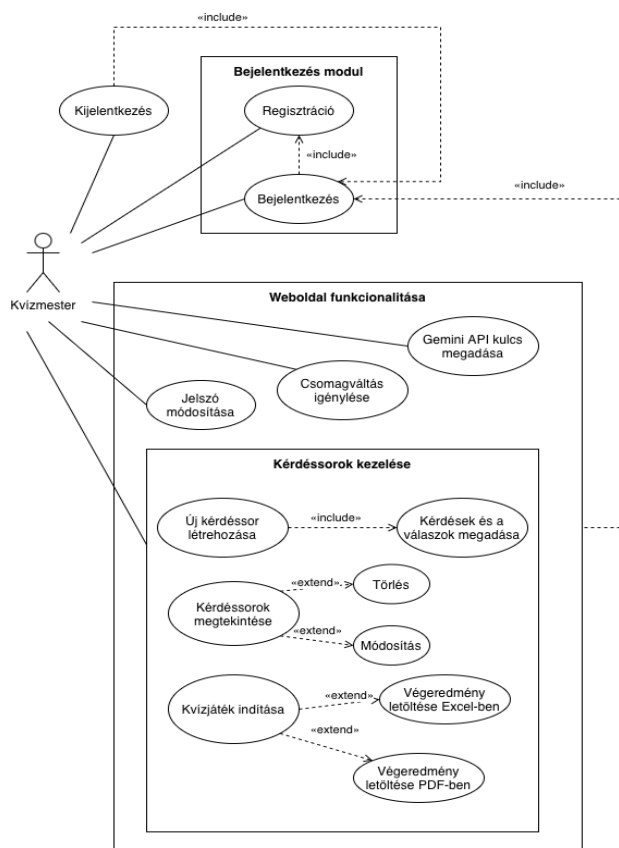 «include»
Bejelentkezés modul
Kijelentkezés
Regisztráció
«include»
Bejelentkezés
«include»
Kvízmester
Weboldal funkcionalitása
Gemini API kulcs
megadása
Csomagváltás
igénylése
Jelszó
módosítása
Kérdéssorok kezelése
Új kérdéssor
létrehozása
«include»
Kérdések és a
válaszok megadása
Kérdéssorok
megtekintése
«extend»
Törlés
«extend»
Módosítás
Kvízjáték indítása
«extend»
Végeredmény
letöltése Excel-ben
«extend»
Végeredmény
letöltése PDF-ben